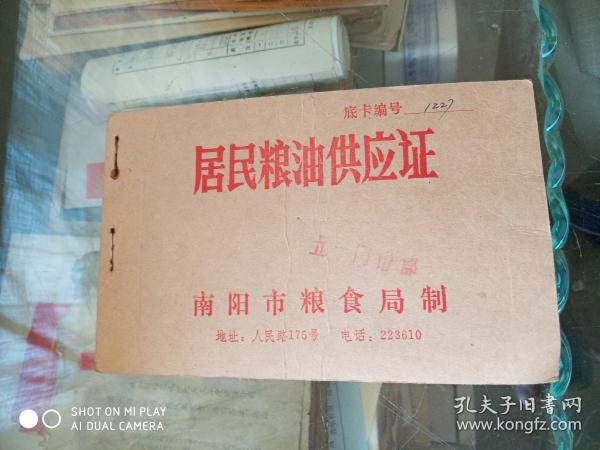 底卡编号 1227
居民粮油供应证
南阳市粮食局制
地址：人民路175号 电话：223610
SHOT ON MI PLAY
AI DUAL CAMERA
孔夫子旧書网
www.kongfz.com